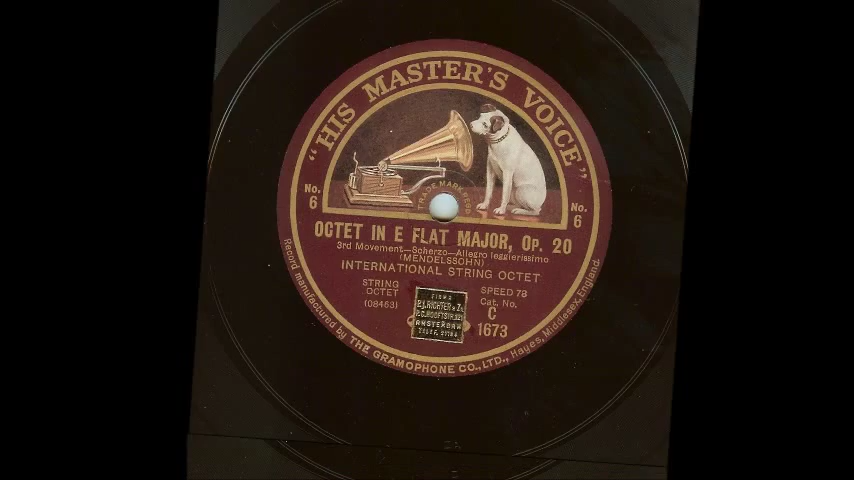 "HIS MASTER'S VOICE"
TRADE MARK REGD
No. 6
No. 6
OCTET IN E FLAT MAJOR, OP. 20
3rd Movement—Scherzo—Allegro leggierissimo
(MENDELSSOHN)
INTERNATIONAL STRING OCTET
STRING OCTET
(08463)
SPEED 78
Cat. No.
C 1673
FIRMA
AMSTERDAM
Record manufactured by THE GRAMOPHONE CO., LTD., Hayes, Middlesex, England.